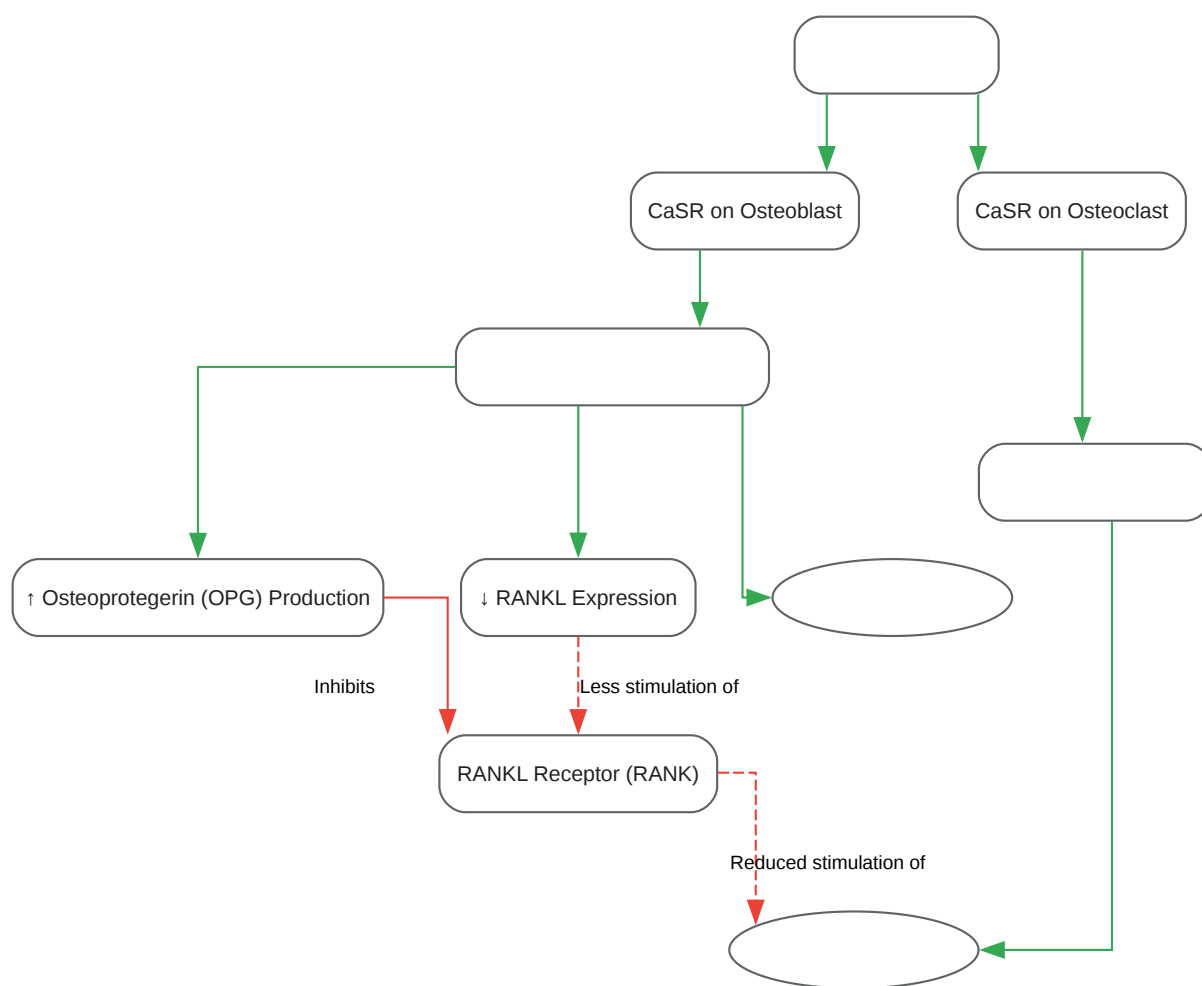 CaSR on Osteoblast
CaSR on Osteoclast
↑ Osteoprotegerin (OPG) Production
↓ RANKL Expression
Inhibits
Less stimulation of
RANKL Receptor (RANK)
Reduced stimulation of